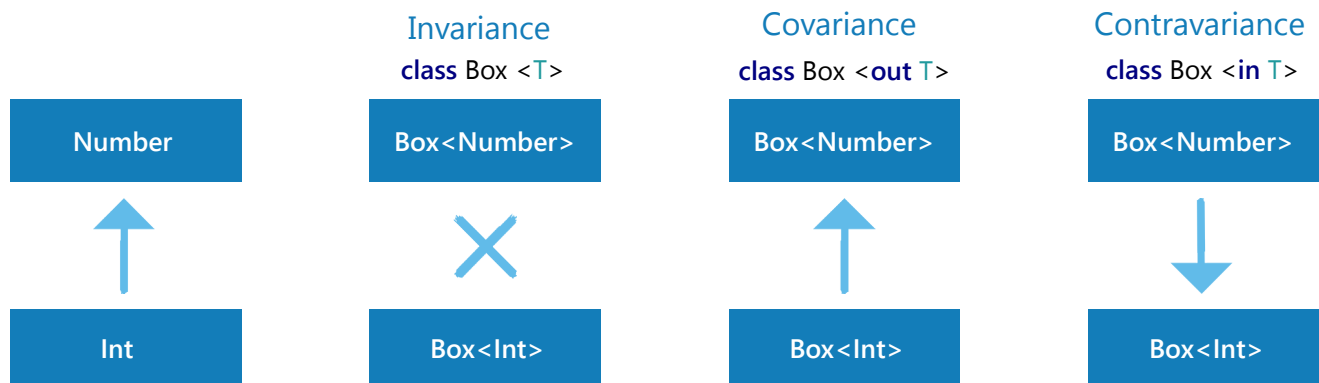 Invariance
Covariance
Contravariance
class Box <T>
class Box <out T>
class Box <in T>
Number
Box<Number>
Box<Number>
Box<Number>
Int
Box<Int>
Box<Int>
Box<Int>